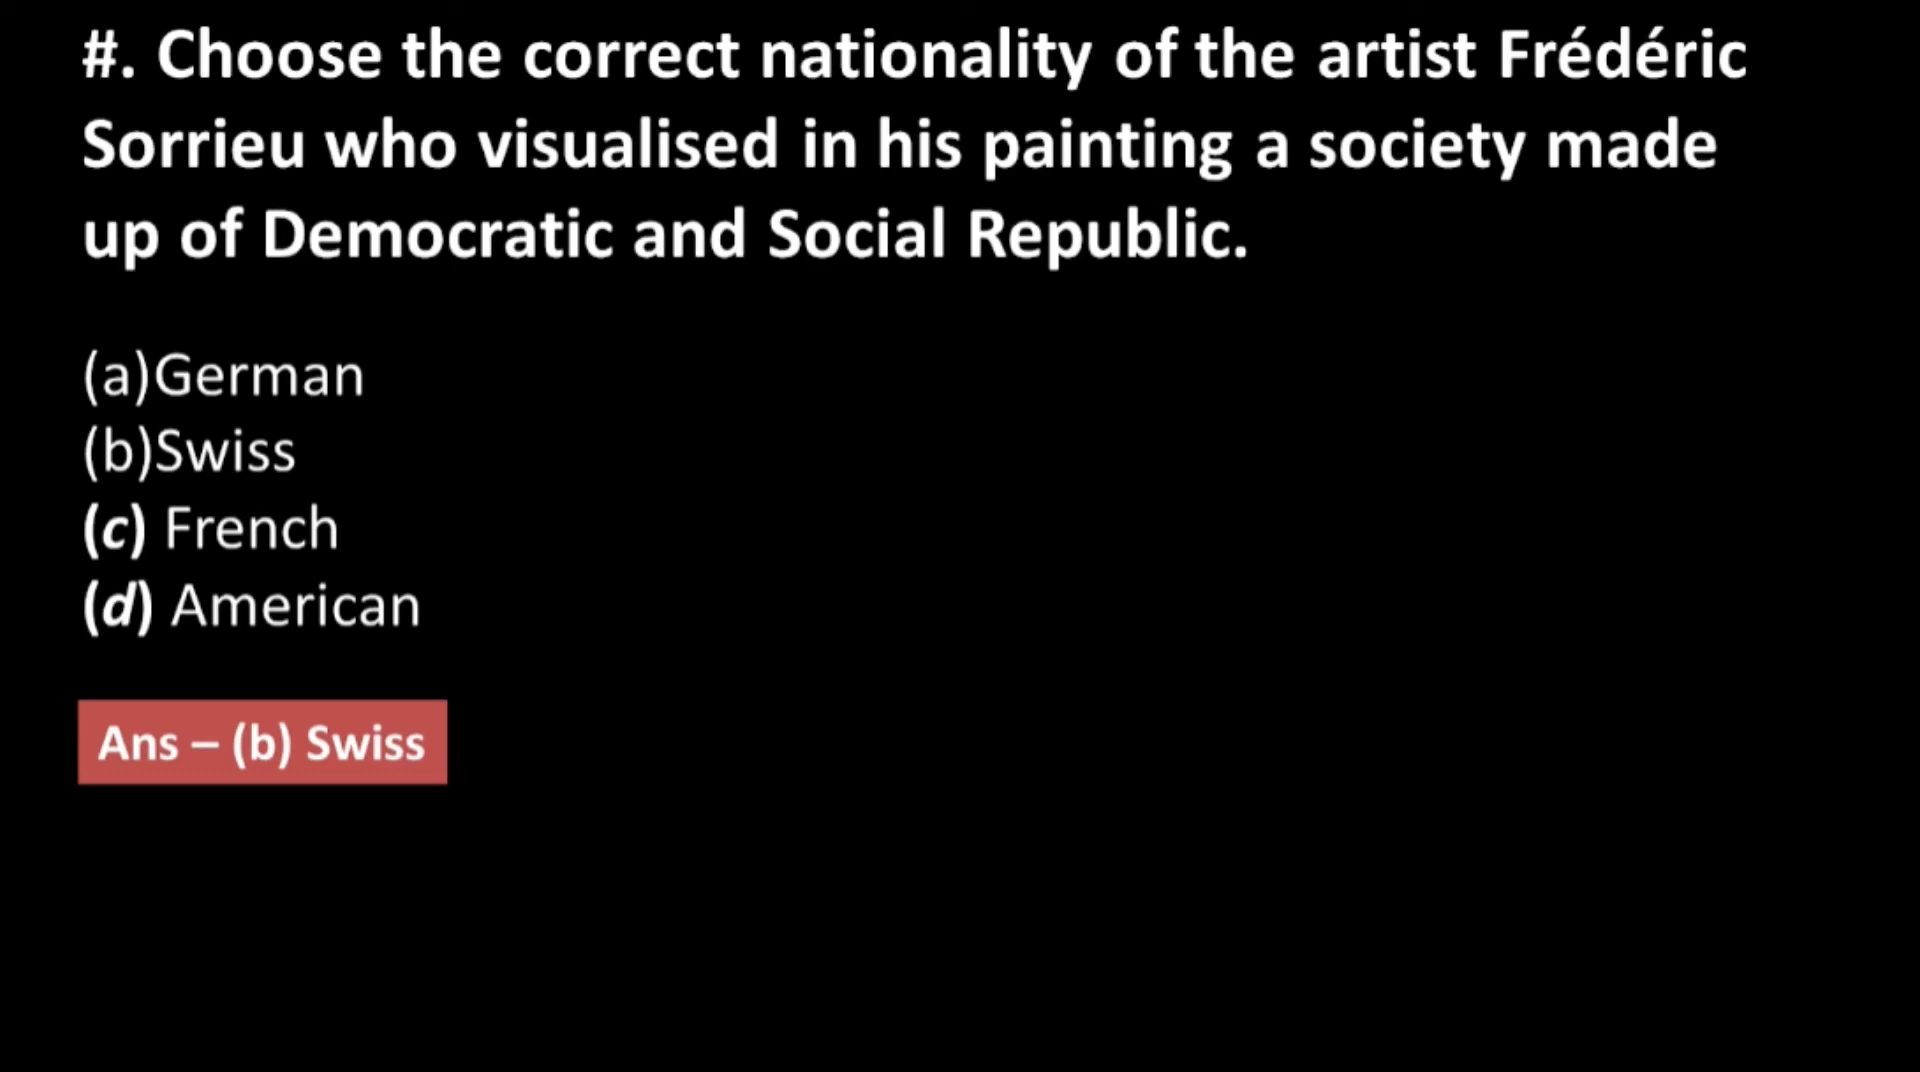 #. Choose the correct nationality of the artist Frédéric
Sorrieu who visualised in his painting a society made
up of Democratic and Social Republic.
(a)German
(b)Swiss
(c) French
(d) American
Ans – (b) Swiss